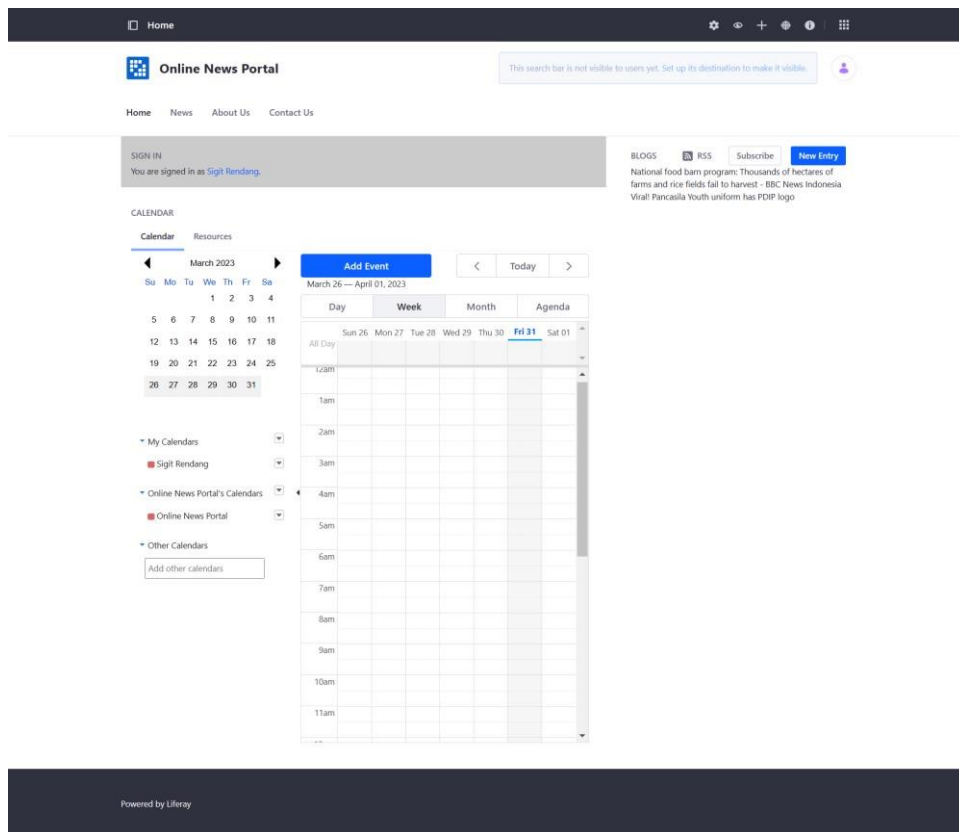 Home
Online News Portal
This search bar is not visible to users yet. Set up its destination to make it visible.
Home News About Us Contact Us
SIGN IN
You are signed in as Sigit Rendang.
BLOGS RSS Subscribe New Entry
National food barn program: Thousands of hectares of
farms and rice fields fail to harvest - BBC News Indonesia
Viral! Pancasila Youth uniform has PDIP logo
CALENDAR
Calendar Resources
March 2023
Su Mo Tu We Th Fr Sa
1 2 3 4
5 6 7 8 9 10 11
12 13 14 15 16 17 18
19 20 21 22 23 24 25
26 27 28 29 30 31
My Calendars
Sigit Rendang
Online News Portal's Calendars
Online News Portal
Other Calendars
Add other calendars
Add Event Today
March 26 — April 01, 2023
Day Week Month Agenda
Sun 26 Mon 27 Tue 28 Wed 29 Thu 30 Fri 31 Sat 01
All Day
12am
1am
2am
3am
4am
5am
6am
7am
8am
9am
10am
11am
Powered by Liferay